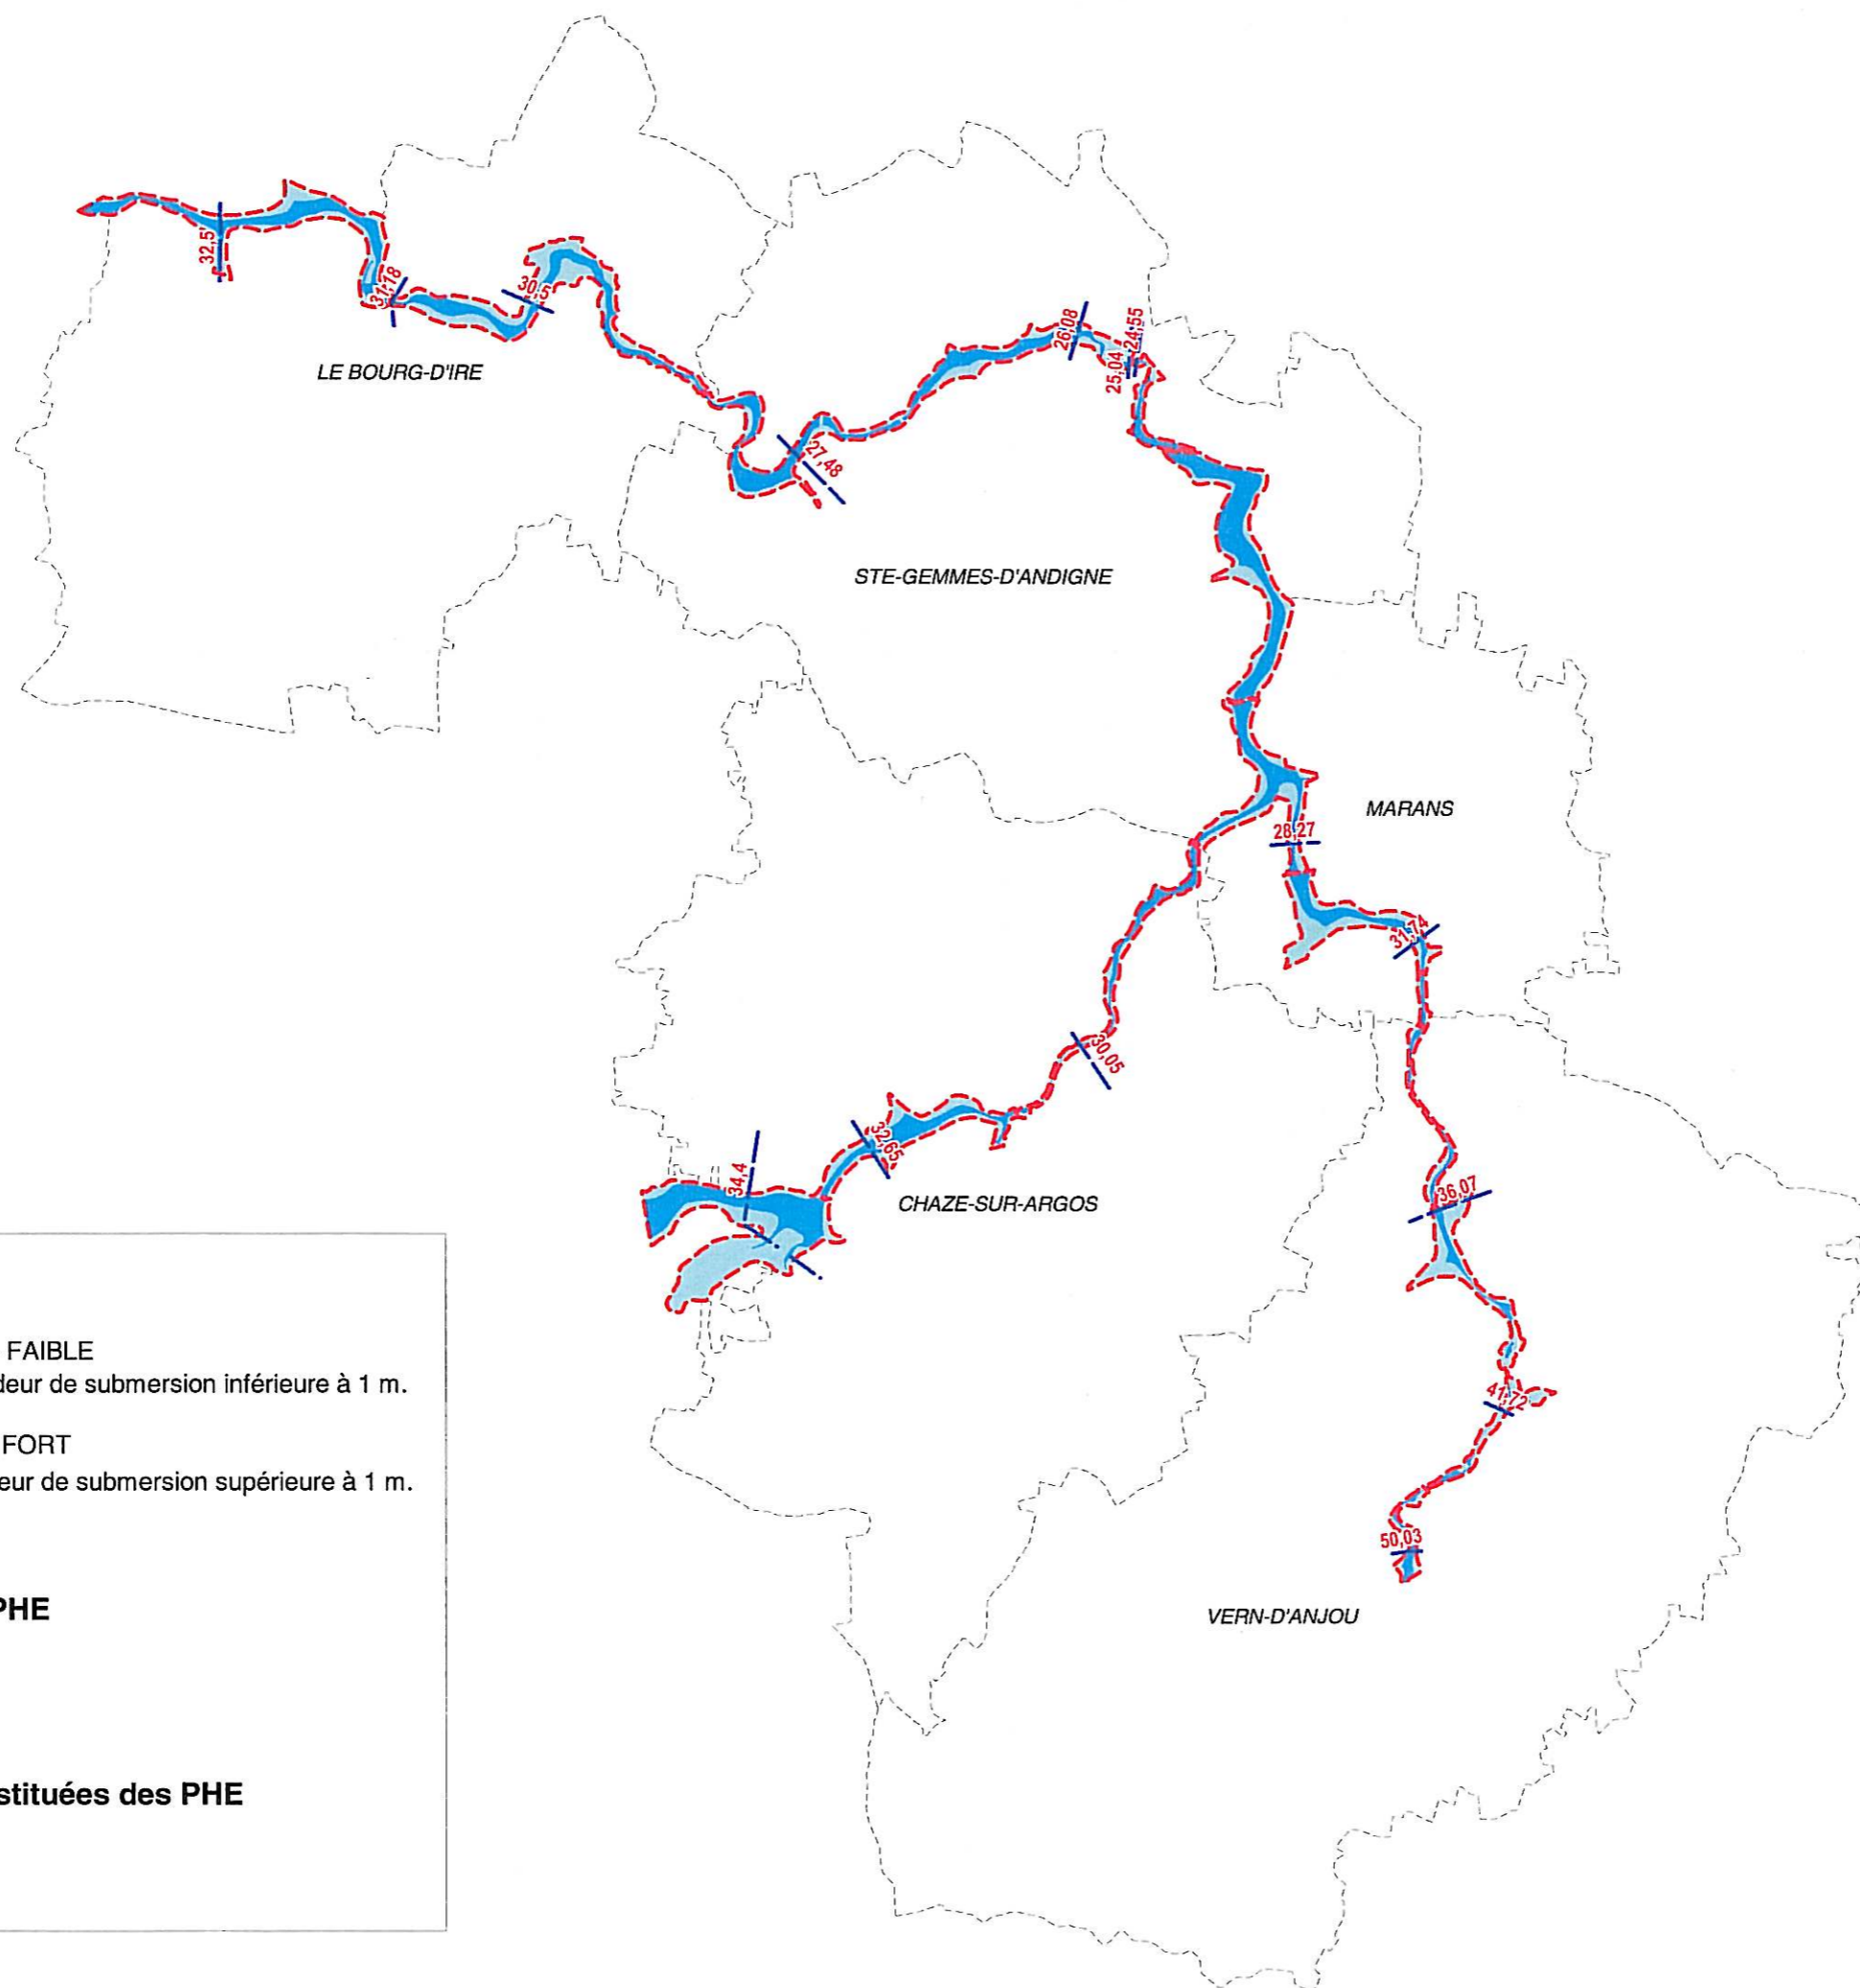 32,5
31,78
30,5
LE BOURG-D'IRE
26,08
24,55
25,04
27,48
STE-GEMMES-D'ANDIGNE
MARANS
28,27
31,74
30,05
32,65
34,4
CHAZE-SUR-ARGOS
36,07
FAIBLE
deur de submersion inférieure à 1 m.
41,72
FORT
eur de submersion supérieure à 1 m.
50,03
PHE
VERN-D'ANJOU
stituées des PHE